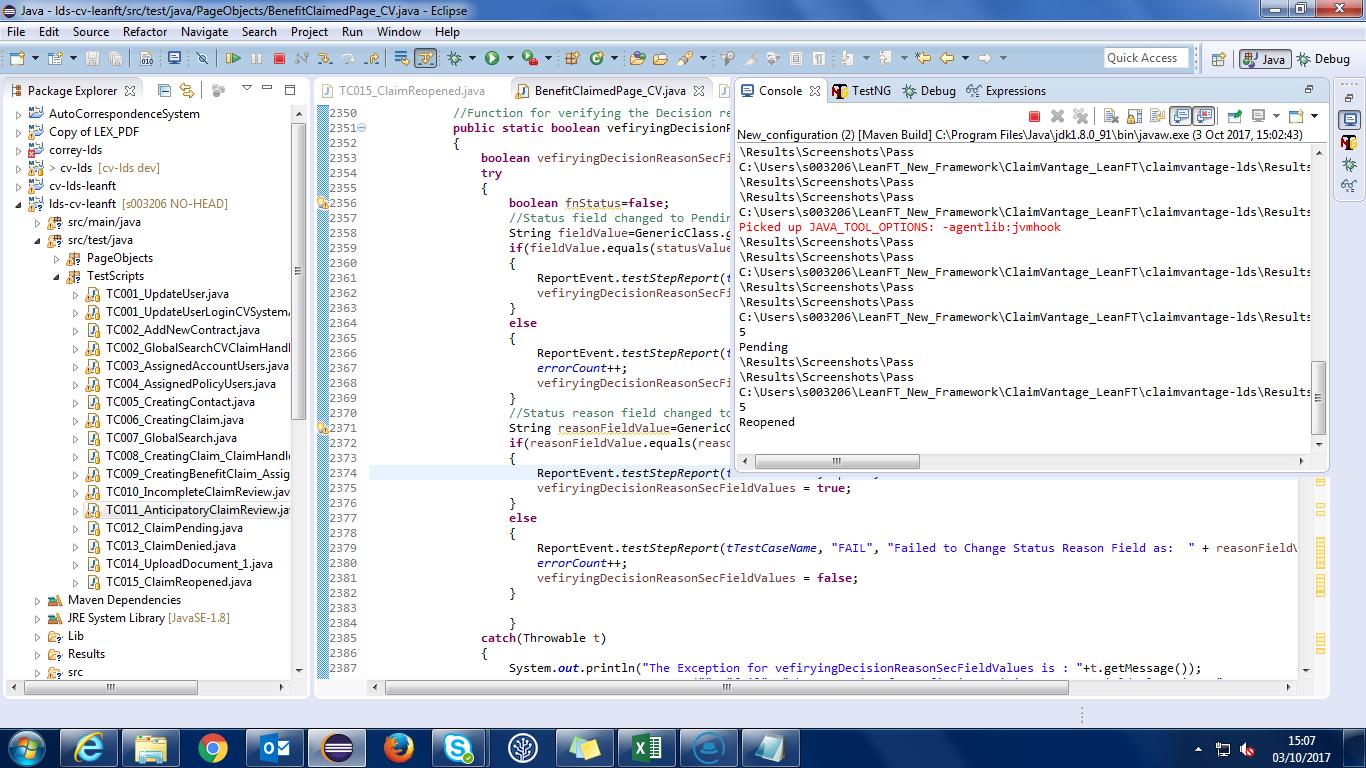 Java - lds-cv-leanft/src/test/java/PageObjects/BenefitClaimedPage_CV.java - Eclipse
File Edit Source Refactor Navigate Search Project Run Window Help
Quick Access
Java
Debug
Package Explorer
AutoCorrespondenceSystem
Copy of LEX_PDF
correy-lds
> cv-lds [cv-lds dev]
cv-lds-leanft
lds-cv-leanft [s003206 NO-HEAD]
src/main/java
src/test/java
PageObjects
TestScripts
TC001_UpdateUser.java
TC001_UpdateUserLoginCVSystem
TC002_AddNewContract.java
TC002_GlobalSearchCVClaimHandl
TC003_AssignedAccountUsers.java
TC004_AssignedPolicyUsers.java
TC005_CreatingContact.java
TC006_CreatingClaim.java
TC007_GlobalSearch.java
TC008_CreatingClaim_ClaimHandl
TC009_CreatingBenefitClaim_Assig
TC010_IncompleteClaimReview.jav
TC011_AnticipatoryClaimReview.ja
TC012_ClaimPending.java
TC013_ClaimDenied.java
TC014_UploadDocument_1.java
TC015_ClaimReopened.java
Maven Dependencies
JRE System Library [JavaSE-1.8]
Lib
Results
src
TC015_ClaimReopened.java
BenefitClaimedPage_CV.java
2350 //Function for verifying the Decision re
2351 public static boolean vefiryingDecisionR
2352 {
2353 boolean vefiryingDecisionReasonSecFi
2354 try
2355 {
2356 boolean fnStatus=false;
2357 //Status field changed to Pendin
2358 String fieldValue=GenericClass.g
2359 if(fieldValue.equals(statusValue
2360 {
2361 ReportEvent.testStepReport(t
2362 vefiryingDecisionReasonSecFi
2363 }
2364 else
2365 {
2366 ReportEvent.testStepReport(t
2367 errorCount++;
2368 vefiryingDecisionReasonSecFi
2369 }
2370 //Status reason field changed to
2371 String reasonFieldValue=GenericC
2372 if(reasonFieldValue.equals(reaso
2373 {
2374 ReportEvent.testStepReport(t
2375 vefiryingDecisionReasonSecFieldValues = true;
2376 }
2377 else
2378 {
2379 ReportEvent.testStepReport(tTestCaseName, "FAIL", "Failed to Change Status Reason Field as:  " + reasonField
2380 errorCount++;
2381 vefiryingDecisionReasonSecFieldValues = false;
2382 }
2383
2384 }
2385 catch(Throwable t)
2386 {
2387 System.out.println("The Exception for vefiryingDecisionReasonSecFieldValues is : "+t.getMessage());
Console
TestNG
Debug
Expressions
New_configuration (2) [Maven Build] C:\Program Files\Java\jdk1.8.0_91\bin\javaw.exe (3 Oct 2017, 15:02:43)
\Results\Screenshots\Pass
C:\Users\s003206\LeanFT_New_Framework\ClaimVantage_LeanFT\claimvantage-lds\Results
\Results\Screenshots\Pass
\Results\Screenshots\Pass
C:\Users\s003206\LeanFT_New_Framework\ClaimVantage_LeanFT\claimvantage-lds\Results
Picked up JAVA_TOOL_OPTIONS: -agentlib:jvmhook
\Results\Screenshots\Pass
\Results\Screenshots\Pass
C:\Users\s003206\LeanFT_New_Framework\ClaimVantage_LeanFT\claimvantage-lds\Results
\Results\Screenshots\Pass
\Results\Screenshots\Pass
C:\Users\s003206\LeanFT_New_Framework\ClaimVantage_LeanFT\claimvantage-lds\Results
5
Pending
\Results\Screenshots\Pass
\Results\Screenshots\Pass
C:\Users\s003206\LeanFT_New_Framework\ClaimVantage_LeanFT\claimvantage-lds\Results
5
Reopened
15:07
03/10/2017